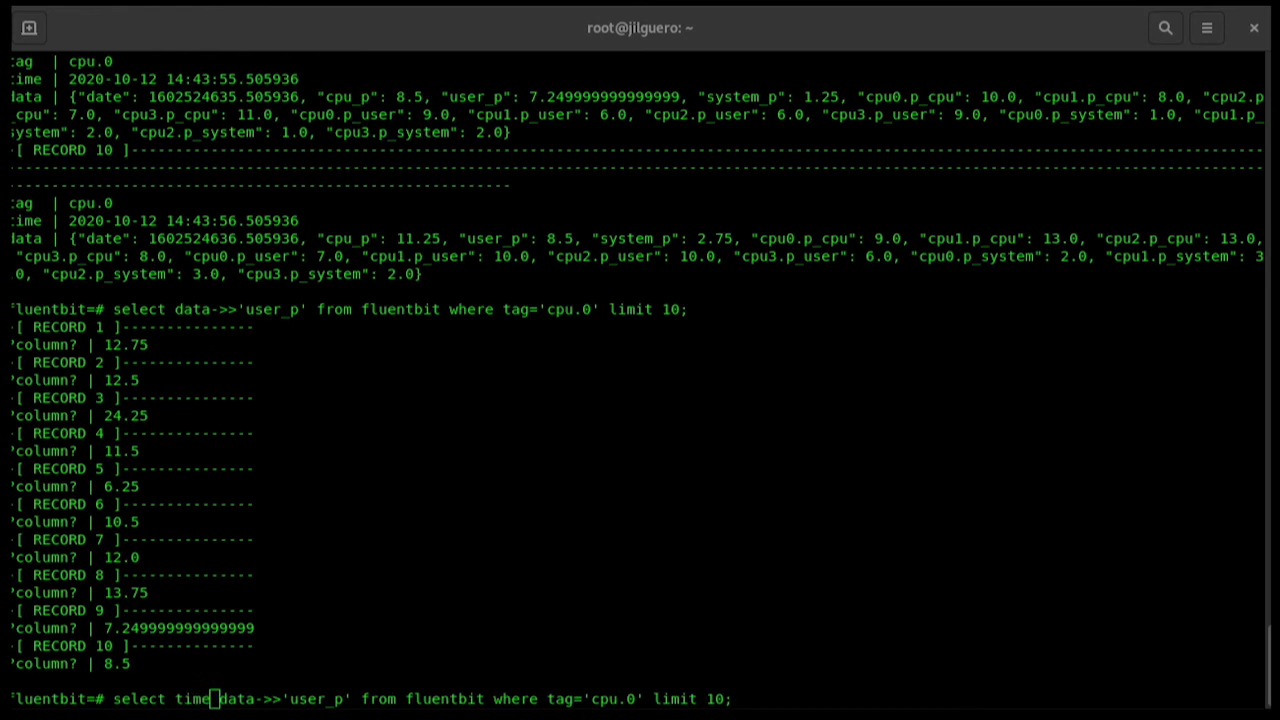 root@jilguero: ~
tag | cpu.0
time | 2020-10-12 14:43:55.505936
data | {"date": 1602524635.505936, "cpu_p": 8.5, "user_p": 7.249999999999999, "system_p": 1.25, "cpu0.p_cpu": 10.0, "cpu1.p_cpu": 8.0, "cpu2.p
_cpu": 7.0, "cpu3.p_cpu": 11.0, "cpu0.p_user": 9.0, "cpu1.p_user": 6.0, "cpu2.p_user": 6.0, "cpu3.p_user": 9.0, "cpu0.p_system": 1.0, "cpu1.p_
system": 2.0, "cpu2.p_system": 1.0, "cpu3.p_system": 2.0}
-[ RECORD 10 ]-----------------------------------------------------------------------------------------------------------------------------------
----------------------------------------------------------------------------------------------------------------------------------------------
---------------------------------------------------------
tag | cpu.0
time | 2020-10-12 14:43:56.505936
data | {"date": 1602524636.505936, "cpu_p": 11.25, "user_p": 8.5, "system_p": 2.75, "cpu0.p_cpu": 9.0, "cpu1.p_cpu": 13.0, "cpu2.p_cpu": 13.0,
"cpu3.p_cpu": 8.0, "cpu0.p_user": 7.0, "cpu1.p_user": 10.0, "cpu2.p_user": 10.0, "cpu3.p_user": 6.0, "cpu0.p_system": 2.0, "cpu1.p_system": 3
.0, "cpu2.p_system": 3.0, "cpu3.p_system": 2.0}
fluentbit=# select data->>'user_p' from fluentbit where tag='cpu.0' limit 10;
-[ RECORD 1 ]---------------
?column? | 12.75
-[ RECORD 2 ]---------------
?column? | 12.5
-[ RECORD 3 ]---------------
?column? | 24.25
-[ RECORD 4 ]---------------
?column? | 11.5
-[ RECORD 5 ]---------------
?column? | 6.25
-[ RECORD 6 ]---------------
?column? | 10.5
-[ RECORD 7 ]---------------
?column? | 12.0
-[ RECORD 8 ]---------------
?column? | 13.75
-[ RECORD 9 ]---------------
?column? | 7.249999999999999
-[ RECORD 10 ]--------------
?column? | 8.5
fluentbit=# select time data->>'user_p' from fluentbit where tag='cpu.0' limit 10;